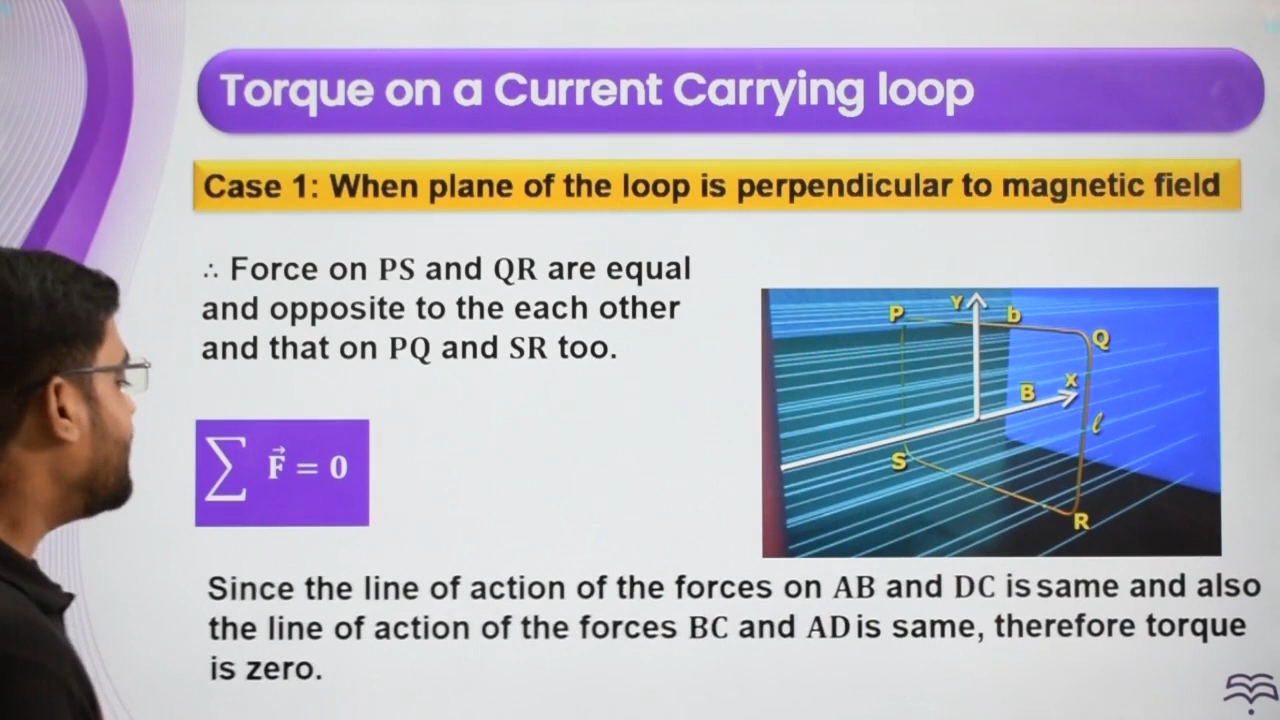 Torque on a Current Carrying loop
Case 1: When plane of the loop is perpendicular to magnetic field
∴ Force on PS and QR are equal
and opposite to the each other
and that on PQ and SR too.
∑ F⃗ = 0
P
Y
b
Q
B
X
ℓ
S
R
Since the line of action of the forces on AB and DC is same and also
the line of action of the forces BC and AD is same, therefore torque
is zero.